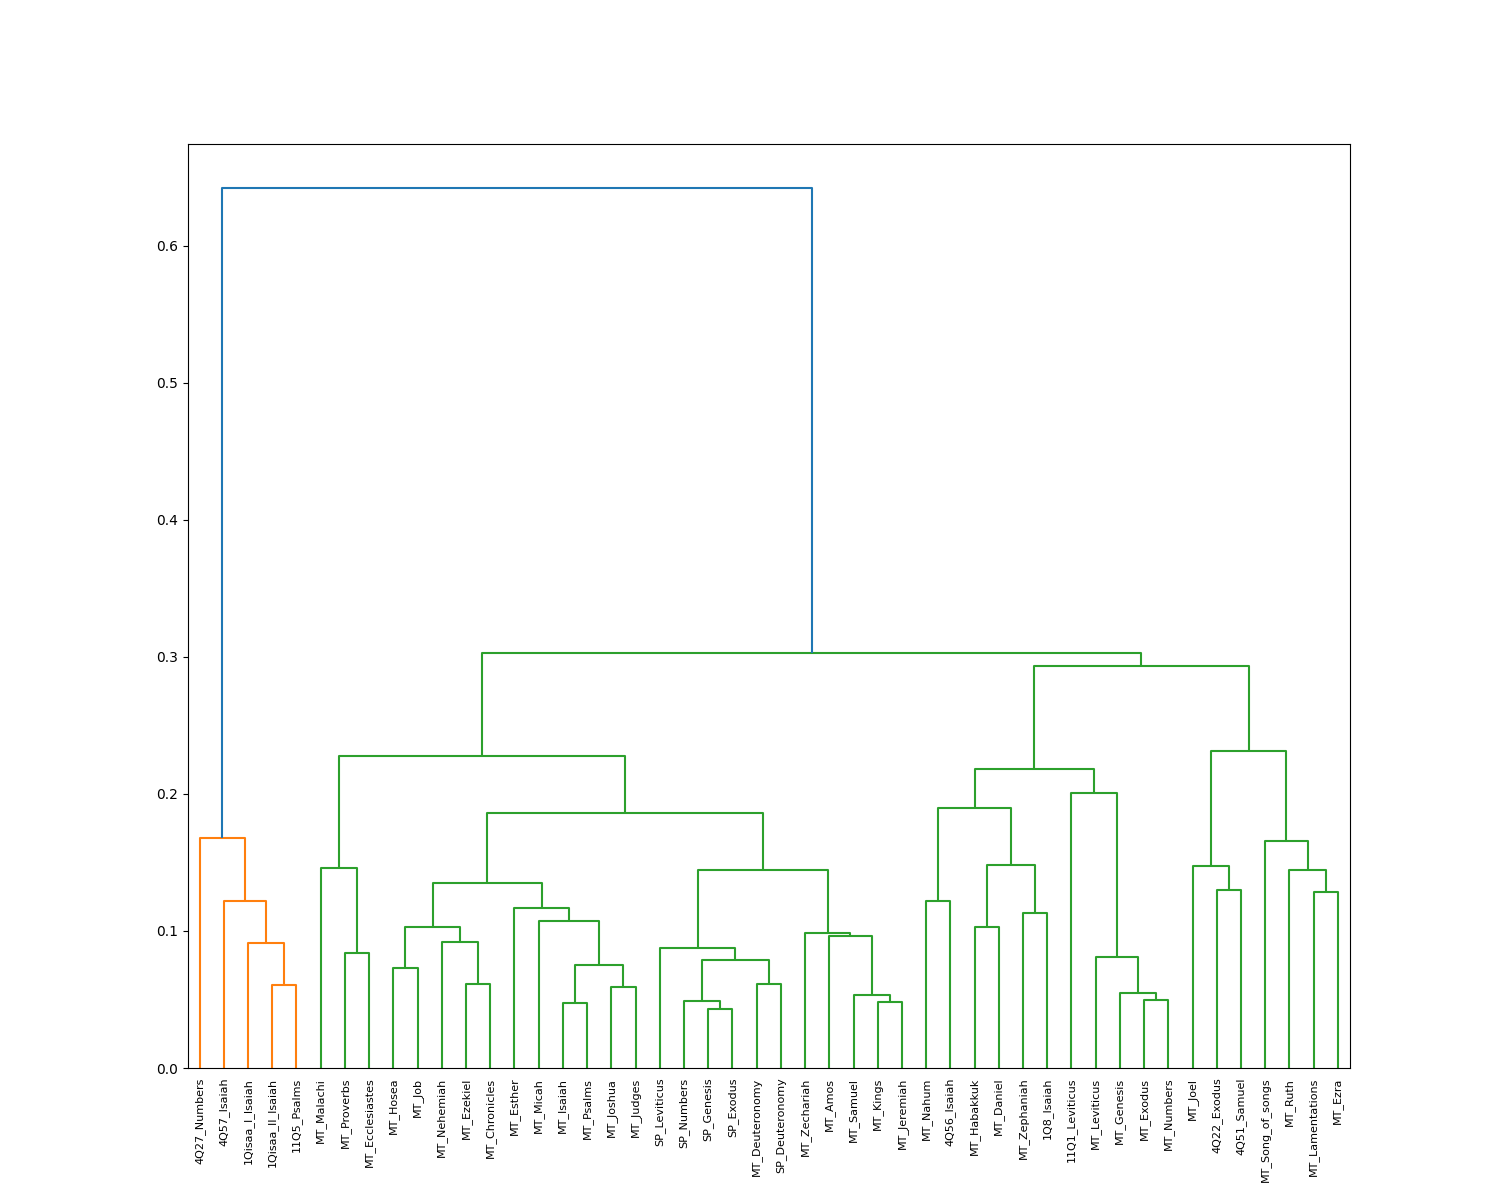 0.6
0.5
0.4
0.3
0.2
0.1
0.0
4Q27_Numbers
4Q57_Isaiah
1Qisaa_I_Isaiah
1Qisaa_II_Isaiah
11Q5_Psalms
MT_Malachi
MT_Proverbs
MT_Ecclesiastes
MT_Hosea
MT_Job
MT_Nehemiah
MT_Ezekiel
MT_Chronicles
MT_Esther
MT_Micah
MT_Isaiah
MT_Psalms
MT_Joshua
MT_Judges
SP_Leviticus
SP_Numbers
SP_Genesis
SP_Exodus
MT_Deuteronomy
SP_Deuteronomy
MT_Zechariah
MT_Amos
MT_Samuel
MT_Kings
MT_Jeremiah
MT_Nahum
4Q56_Isaiah
MT_Habakkuk
MT_Daniel
MT_Zephaniah
1Q8_Isaiah
11Q1_Leviticus
MT_Leviticus
MT_Genesis
MT_Exodus
MT_Numbers
MT_Joel
4Q22_Exodus
4Q51_Samuel
MT_Song_of_songs
MT_Ruth
MT_Lamentations
MT_Ezra